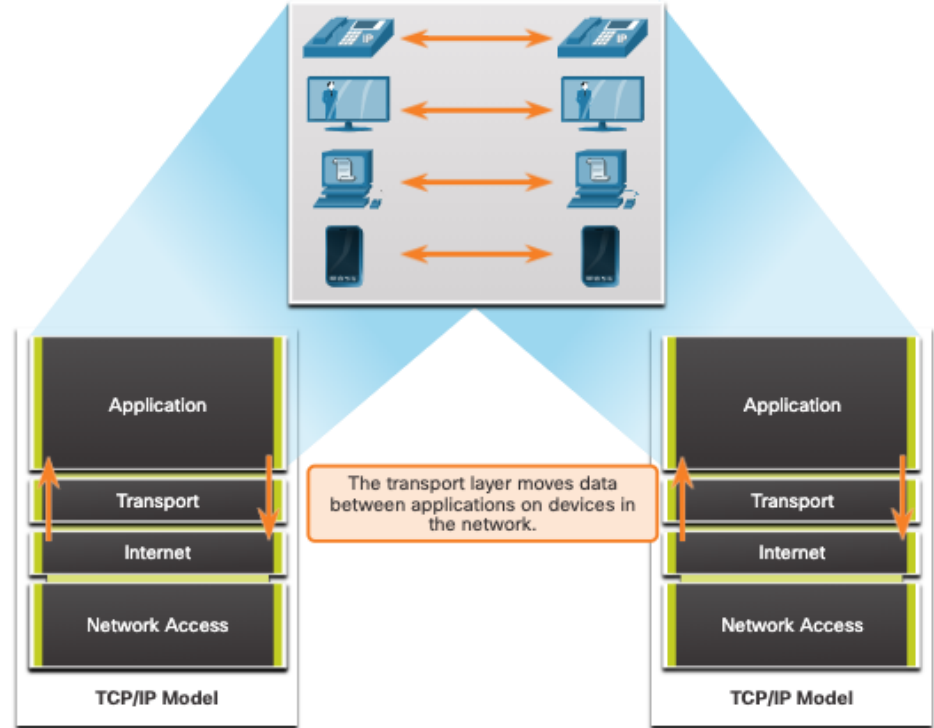 IP
IP
Application
Application
The transport layer moves data
between applications on devices in
the network.
Transport
Transport
Internet
Internet
Network Access
Network Access
TCP/IP Model
TCP/IP Model